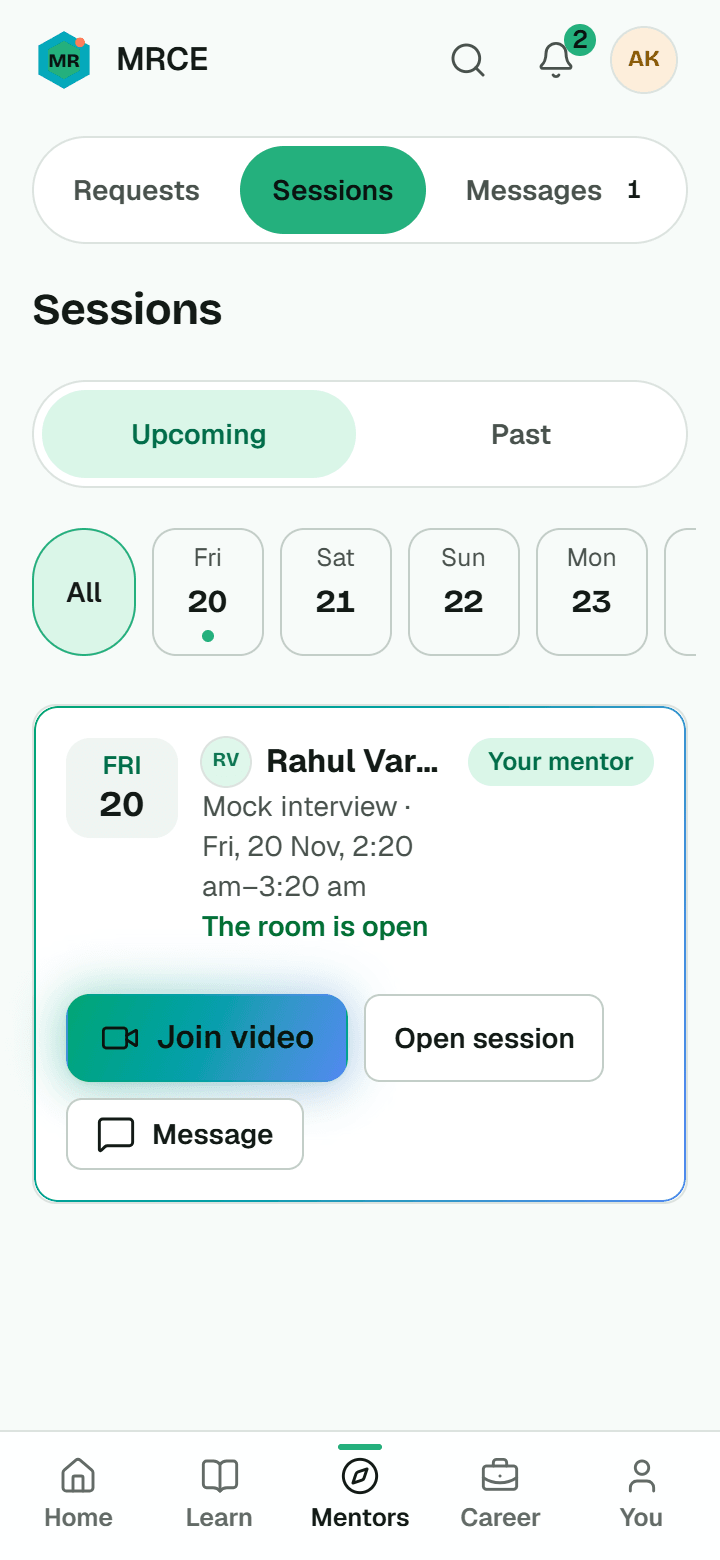 MR
MRCE
2
AK
Requests
Sessions
Messages 1
Sessions
Upcoming
Past
All
Fri
20
Sat
21
Sun
22
Mon
23
FRI
20
RV
Rahul Var...
Your mentor
Mock interview ·
Fri, 20 Nov, 2:20
am–3:20 am
The room is open
Join video
Open session
Message
Home
Learn
Mentors
Career
You